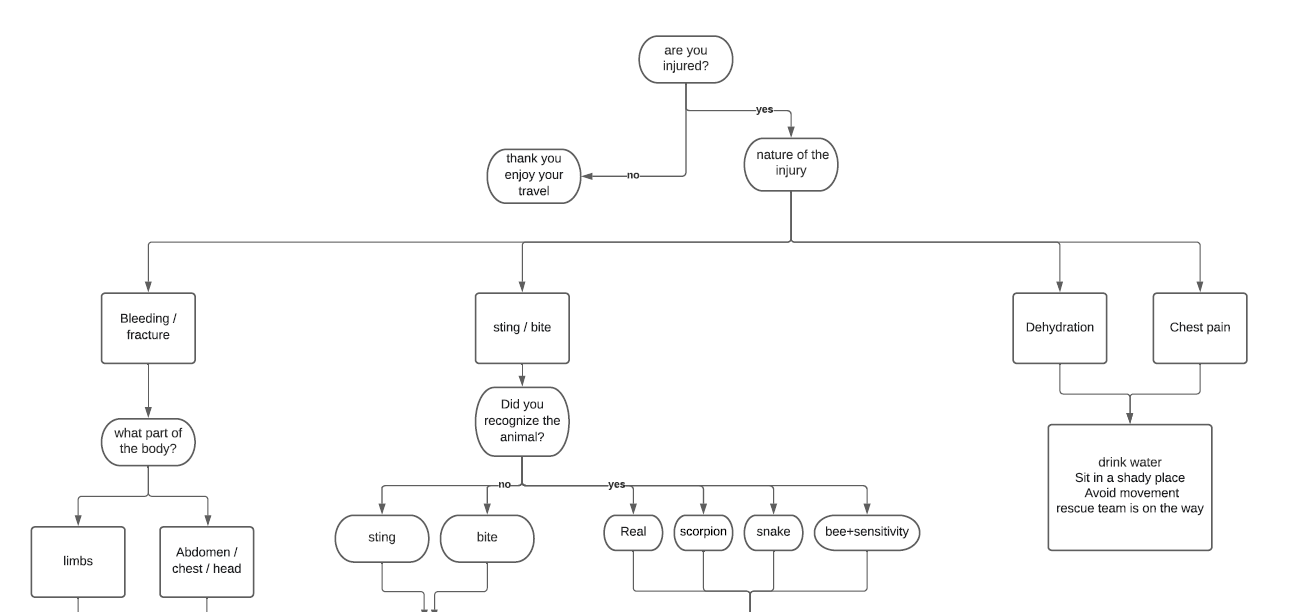 are you
injured?
yes
thank you
enjoy your
travel
no
nature of the
injury
Bleeding /
fracture
sting / bite
Dehydration
Chest pain
what part of
the body?
Did you
recognize the
animal?
drink water
Sit in a shady place
Avoid movement
rescue team is on the way
no
yes
limbs
Abdomen /
chest / head
sting
bite
Real
scorpion
snake
bee+sensitivity